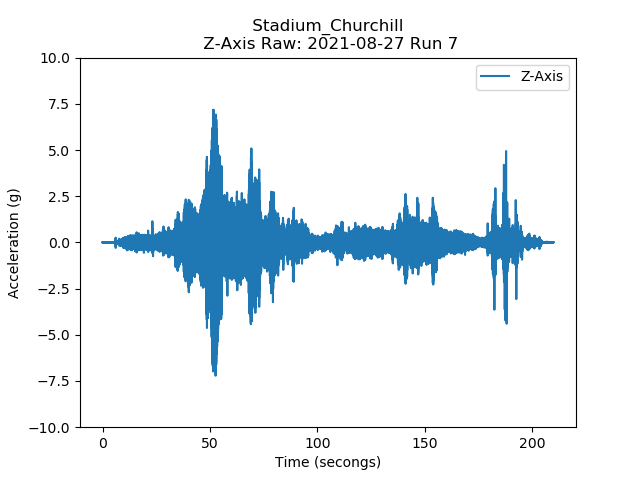 Stadium_Churchill
Z-Axis Raw: 2021-08-27 Run 7
Z-Axis
10.0
7.5
5.0
2.5
0.0
−2.5
−5.0
−7.5
−10.0
Acceleration (g)
0 50 100 150 200
Time (secongs)